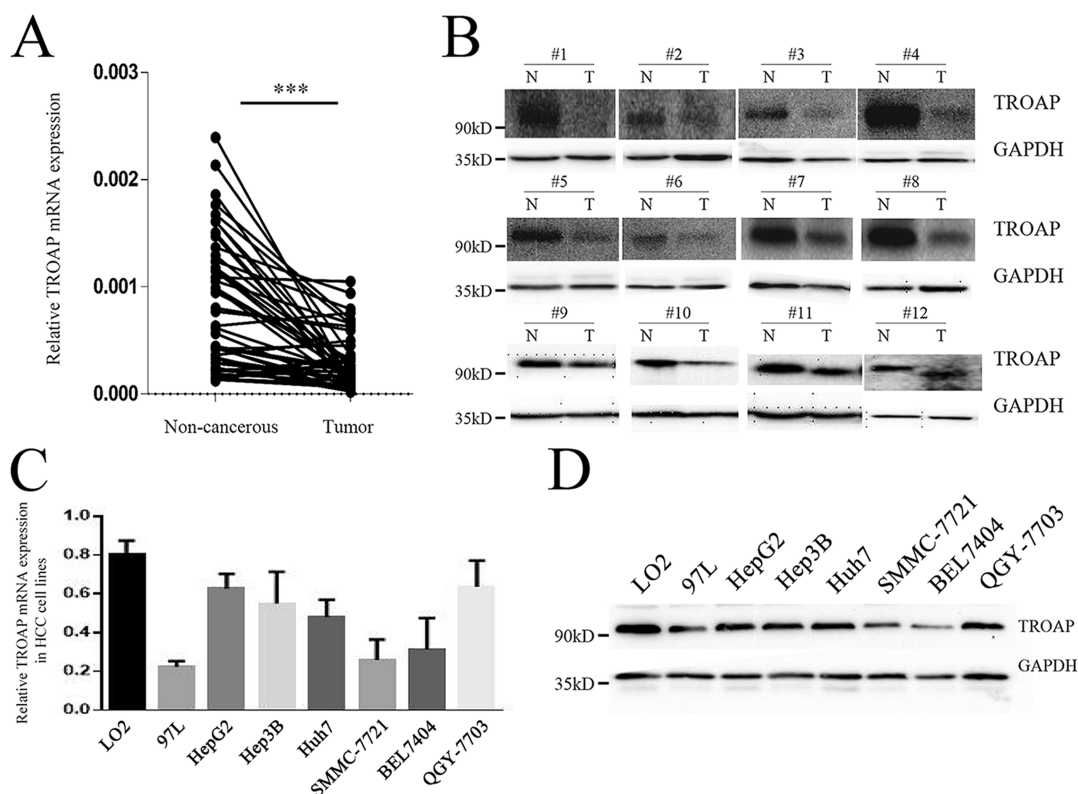 A
0.003
0.002
0.001
0.000
Relative TROAP mRNA expression
***
Non-cancerous Tumor
B
#1 #2 #3 #4
N T N T N T N T
TROAP
90kD
GAPDH
35kD
#5 #6 #7 #8
N T N T N T N T
TROAP
90kD
GAPDH
35kD
#9 #10 #11 #12
N T N T N T N T
TROAP
90kD
GAPDH
35kD
C
Relative TROAP mRNA expression
in HCC cell lines
1.0
0.8
0.6
0.4
0.2
0.0
LO2 97L HepG2 Hep3B Huh7 SMMC-7721 BEL7404 QGY-7703
D
LO2 97L HepG2 Hep3B Huh7 SMMC-7721 BEL7404 QGY-7703
90kD
TROAP
GAPDH
35kD